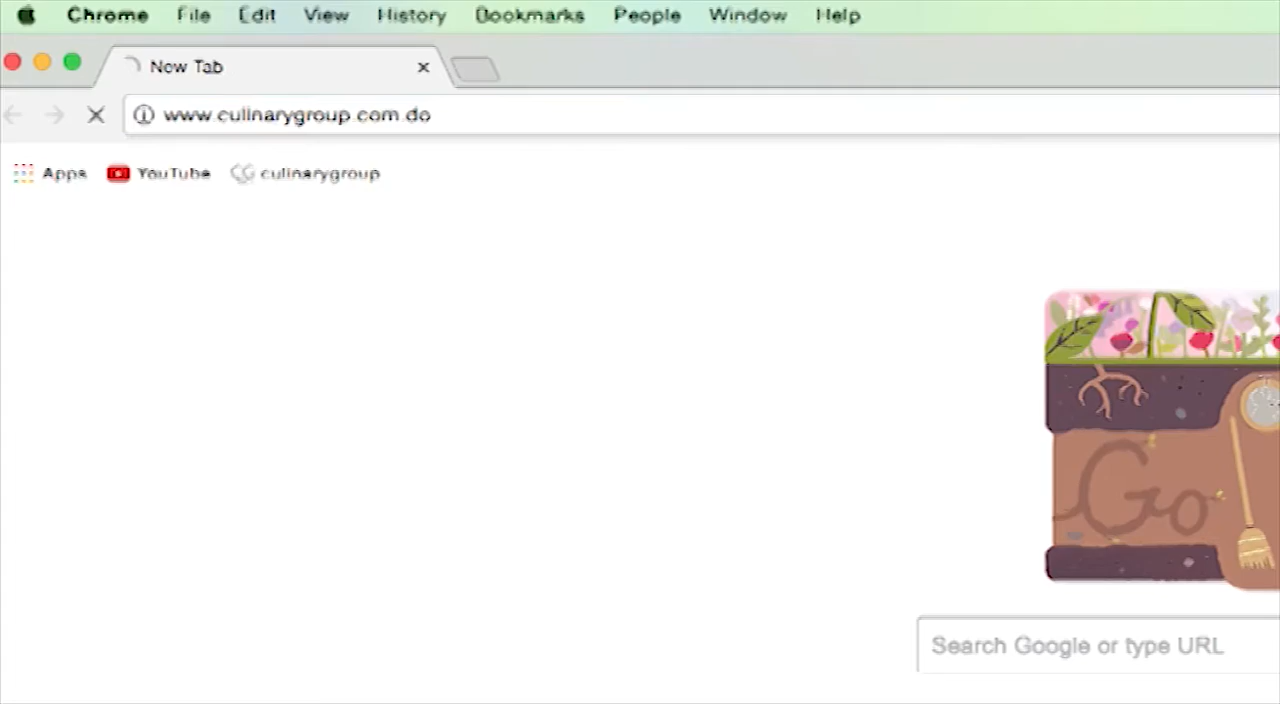 Chrome File Edit View History Bookmarks People Window Help
New Tab
www.culinarygroup.com.do
Apps YouTube culinarygroup
Go
Search Google or type URL